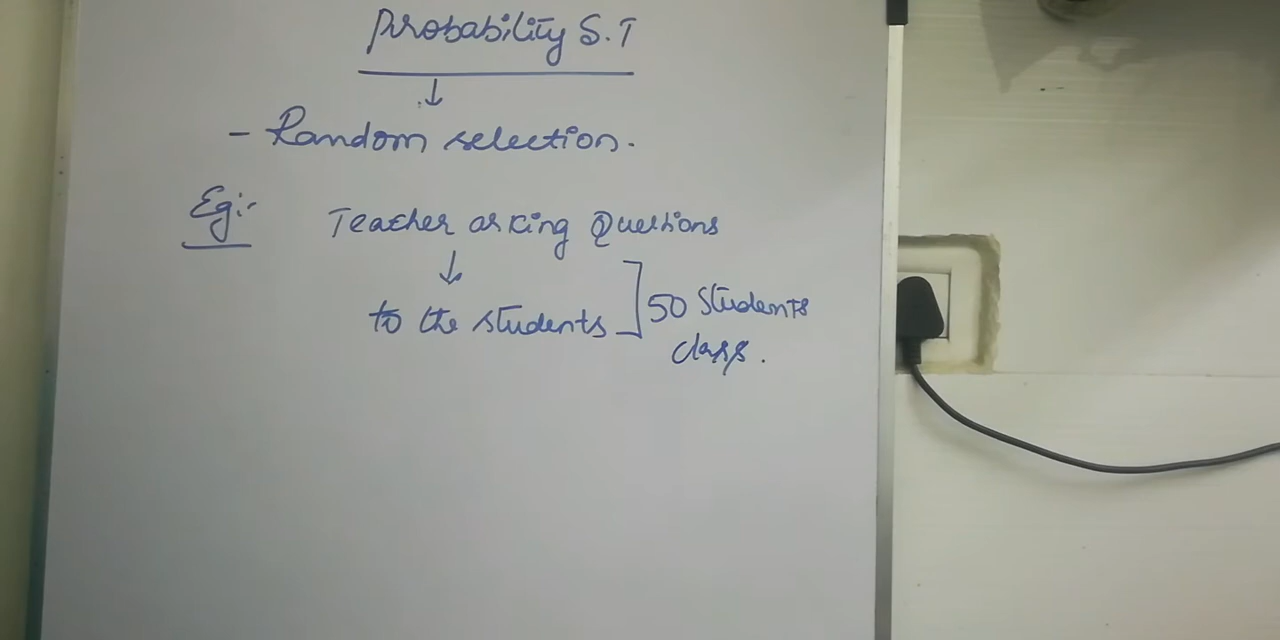 Probability S.T
↓
- Random selection.
Eg:- Teacher asking Questions
↓
to the students ] 50 students
class.